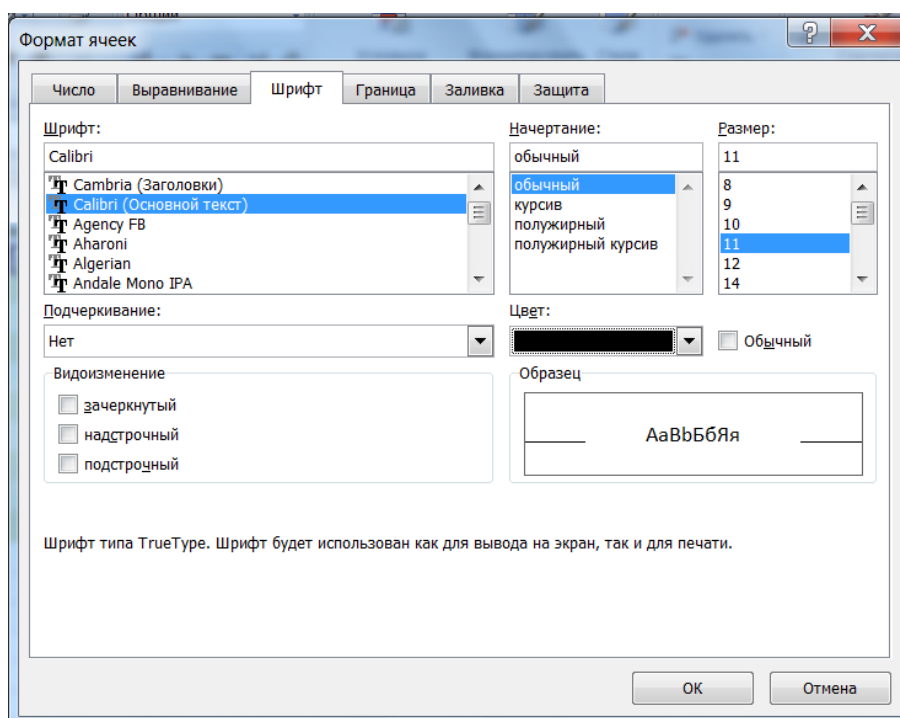 Формат ячеек
Число Выравнивание Шрифт Граница Заливка Защита
Шрифт: Начертание: Размер:
Calibri обычный 11
Cambria (Заголовки) обычный 8
Calibri (Основной текст) курсив 9
Agency FB полужирный 10
Aharoni полужирный курсив 11
Algerian 12
Andale Mono IPA 14
Подчеркивание: Цвет:
Нет Обычный
Видоизменение Образец
зачеркнутый
надстрочный АаВbБбЯя
подстрочный
Шрифт типа TrueType. Шрифт будет использован как для вывода на экран, так и для печати.
ОК Отмена